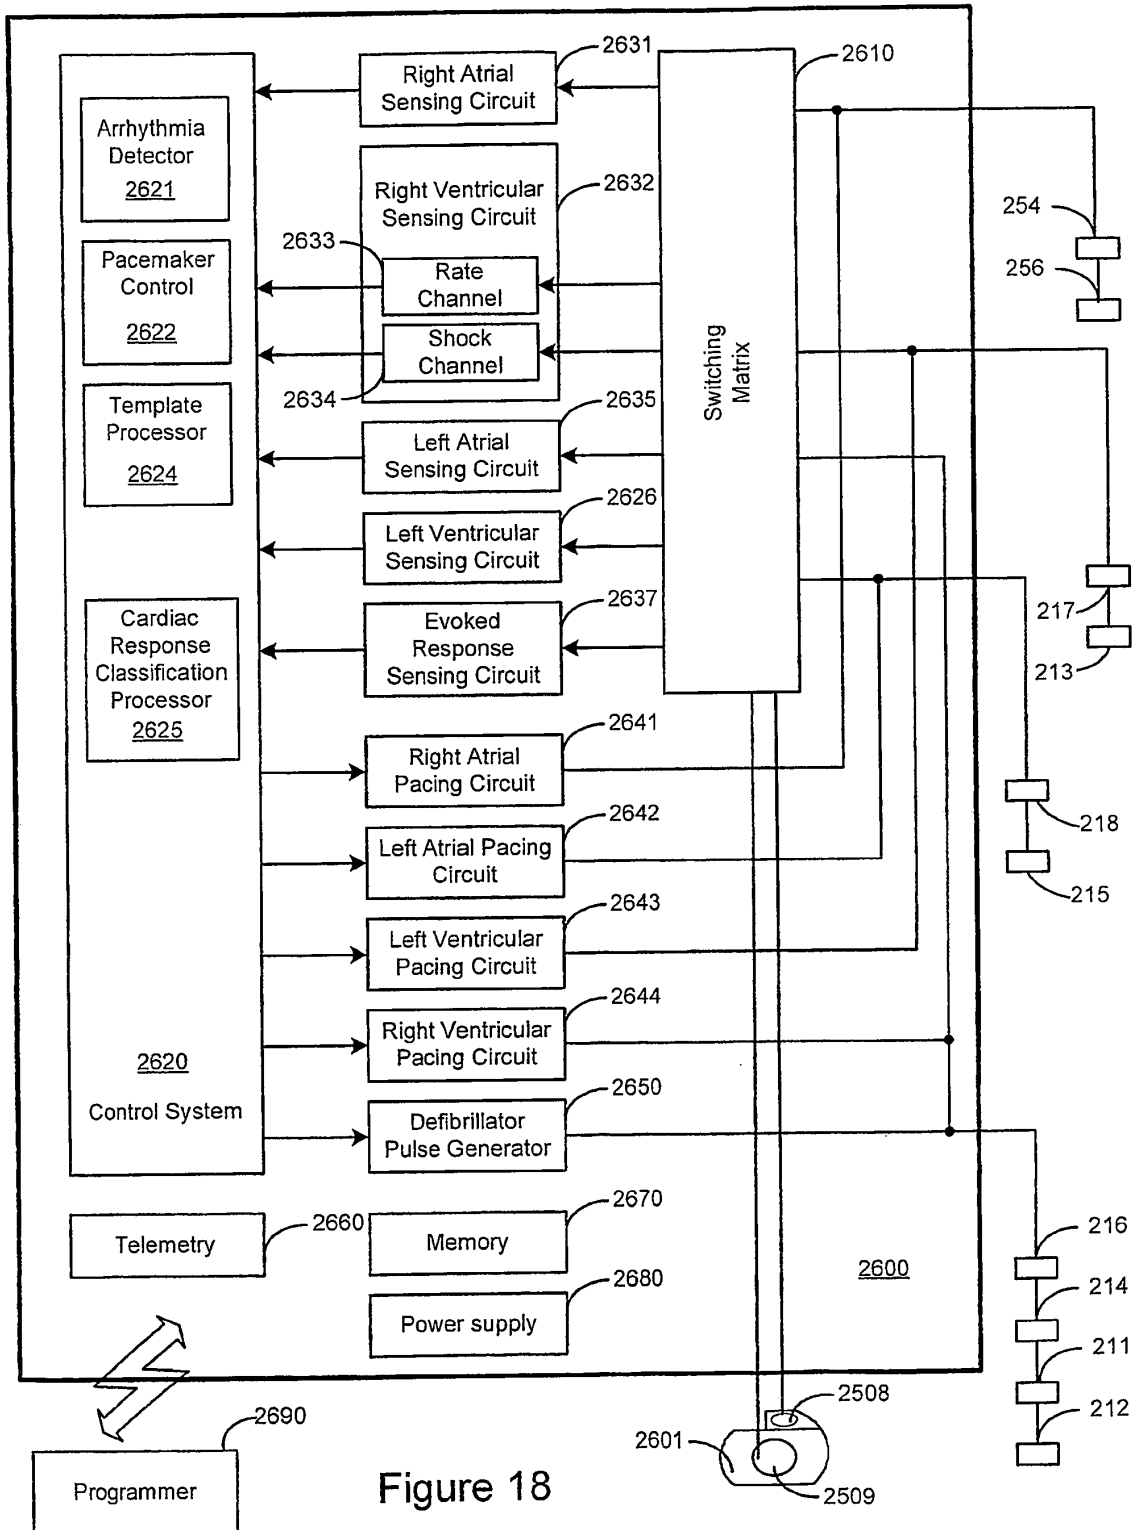 2631
2610
Right Atrial
Sensing Circuit
Arrhythmia
Detector
2621
Right Ventricular
Sensing Circuit
2632
2633
Rate
Channel
Shock
Channel
2634
Pacemaker
Control
2622
Switching
Matrix
254
256
Template
Processor
2624
2635
Left Atrial
Sensing Circuit
2626
Left Ventricular
Sensing Circuit
2637
Evoked
Response
Sensing Circuit
Cardiac
Response
Classification
Processor
2625
217
213
2641
Right Atrial
Pacing Circuit
2642
Left Atrial Pacing
Circuit
218
215
2643
Left Ventricular
Pacing Circuit
2644
Right Ventricular
Pacing Circuit
2620
Control System
2650
Defibrillator
Pulse Generator
2660
Telemetry
2670
Memory
2680
Power supply
2600
216
214
211
212
2508
2601
2509
2690
Programmer
Figure 18